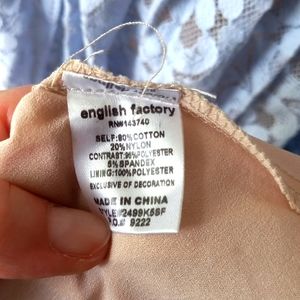 english factory
RN#143740
SELF:80%COTTON
20%NYLON
CONTRAST:95%POLYESTER
5%SPANDEX
LINING:100%POLYESTER
EXCLUSIVE OF DECORATION
MADE IN CHINA
STYLE#2499K5SF
P.O# 9222